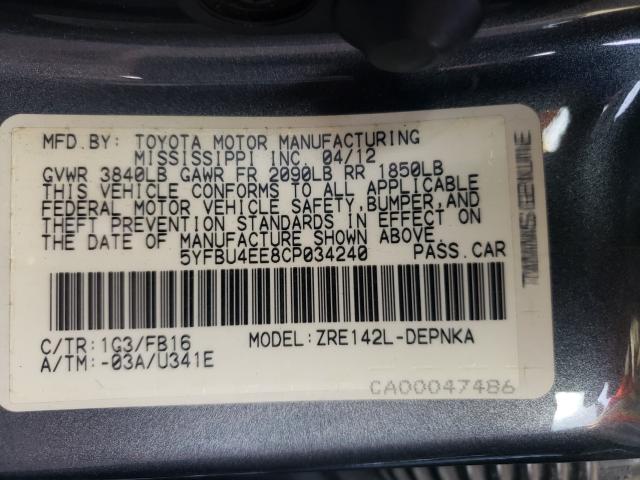 MFD.BY: TOYOTA MOTOR MANUFACTURING
MISSISSIPPI INC. 04/12
GVWR 3840LB GAWR FR 2090LB RR 1850LB
THIS VEHICLE CONFORMS TO ALL APPLICABLE
FEDERAL MOTOR VEHICLE SAFETY,BUMPER,AND
THEFT PREVENTION STANDARDS IN EFFECT ON
THE DATE OF MANUFACTURE SHOWN ABOVE.
5YFBU4EE8CP034240 PASS.CAR
C/TR:1G3/FB16 MODEL:ZRE142L-DEPNKA
A/TM:-03A/U341E
CA00047486